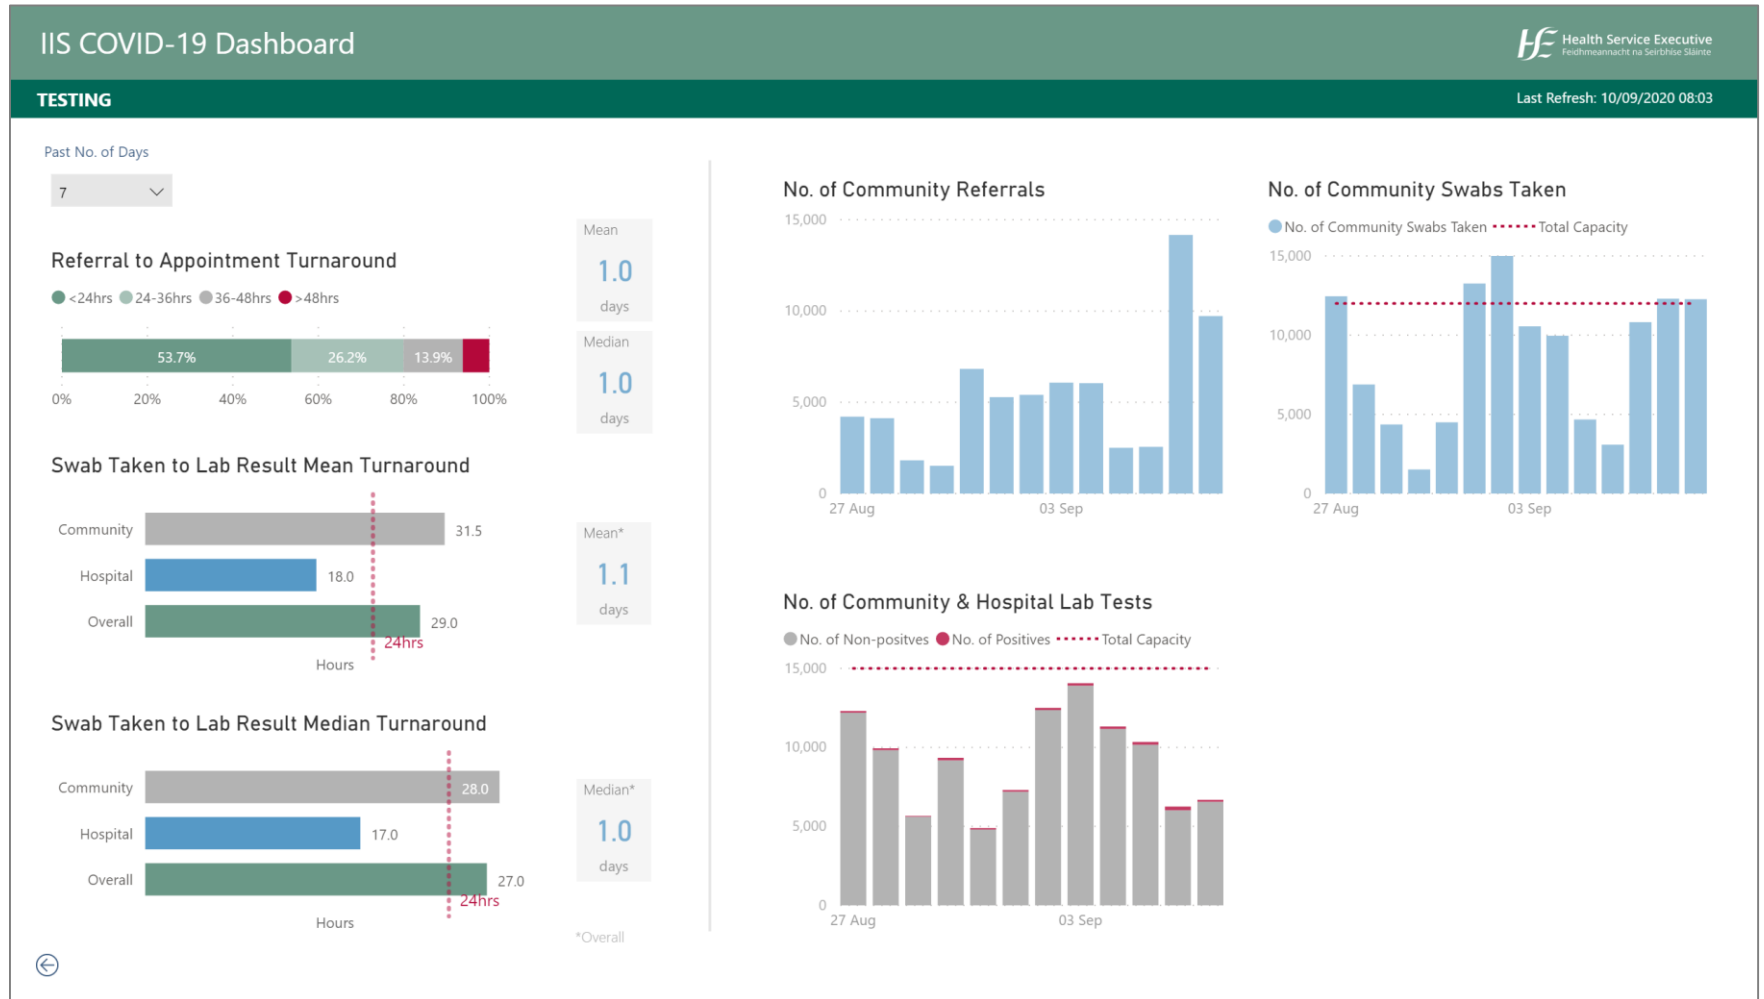 IIS COVID-19 Dashboard
Health Service Executive
Feidhmeannacht na Seirbhíse Sláinte
TESTING
Last Refresh: 10/09/2020 08:03
Past No. of Days
7
Referral to Appointment Turnaround
<24hrs 24-36hrs 36-48hrs >48hrs
53.7% 26.2% 13.9%
0% 20% 40% 60% 80% 100%
Mean
1.0
days
Median
1.0
days
Swab Taken to Lab Result Mean Turnaround
Community 31.5
Hospital 18.0
Overall 29.0
24hrs
Hours
Mean*
1.1
days
Swab Taken to Lab Result Median Turnaround
Community 28.0
Hospital 17.0
Overall 27.0
24hrs
Hours
Median*
1.0
days
*Overall
No. of Community Referrals
15,000
10,000
5,000
0
27 Aug 03 Sep
No. of Community Swabs Taken
No. of Community Swabs Taken Total Capacity
15,000
10,000
5,000
0
27 Aug 03 Sep
No. of Community & Hospital Lab Tests
No. of Non-positves No. of Positives Total Capacity
15,000
10,000
5,000
0
27 Aug 03 Sep